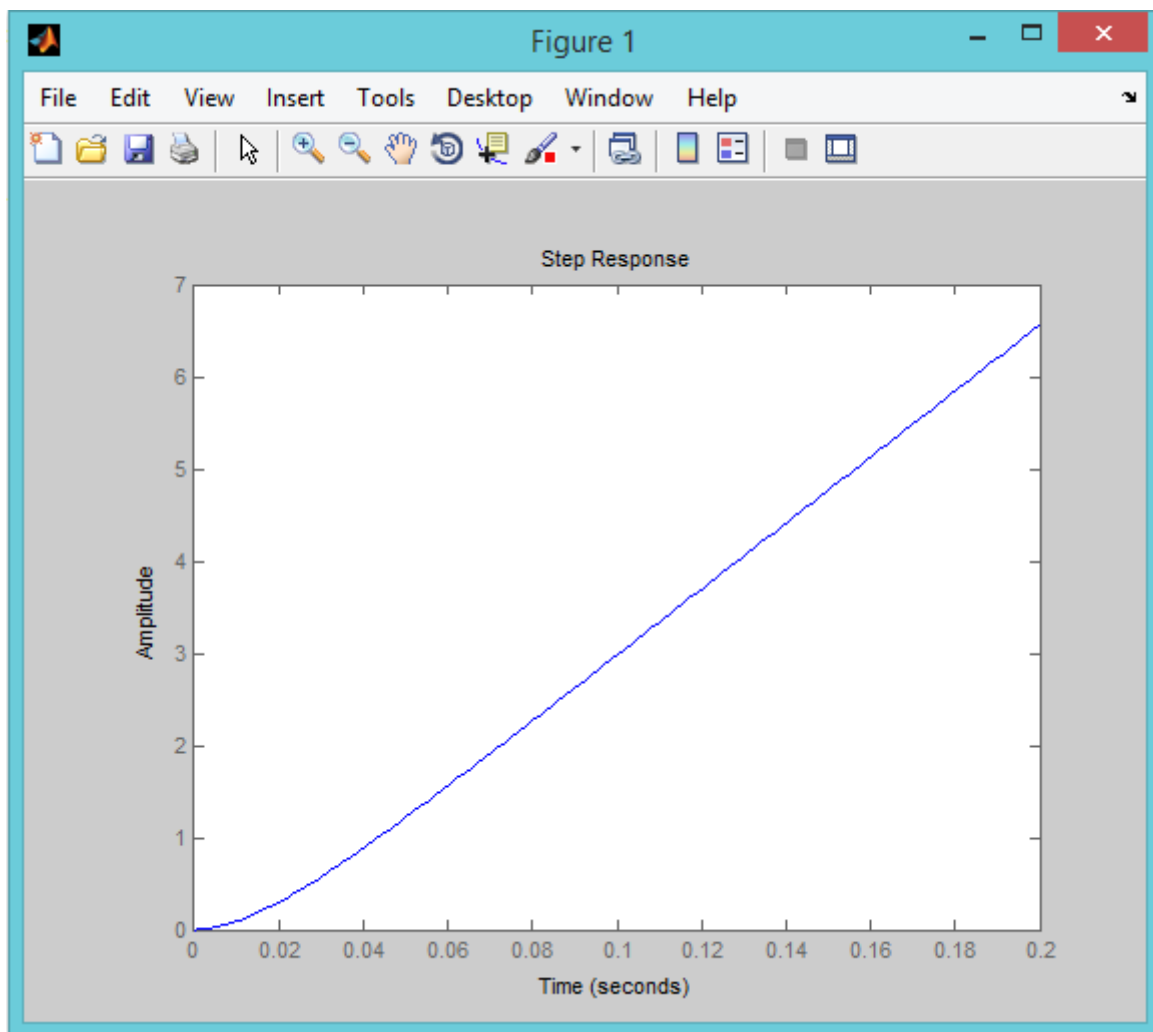 Figure 1
File Edit View Insert Tools Desktop Window Help
Step Response
7
6
5
4
3
2
1
0
Amplitude
0 0.02 0.04 0.06 0.08 0.1 0.12 0.14 0.16 0.18 0.2
Time (seconds)